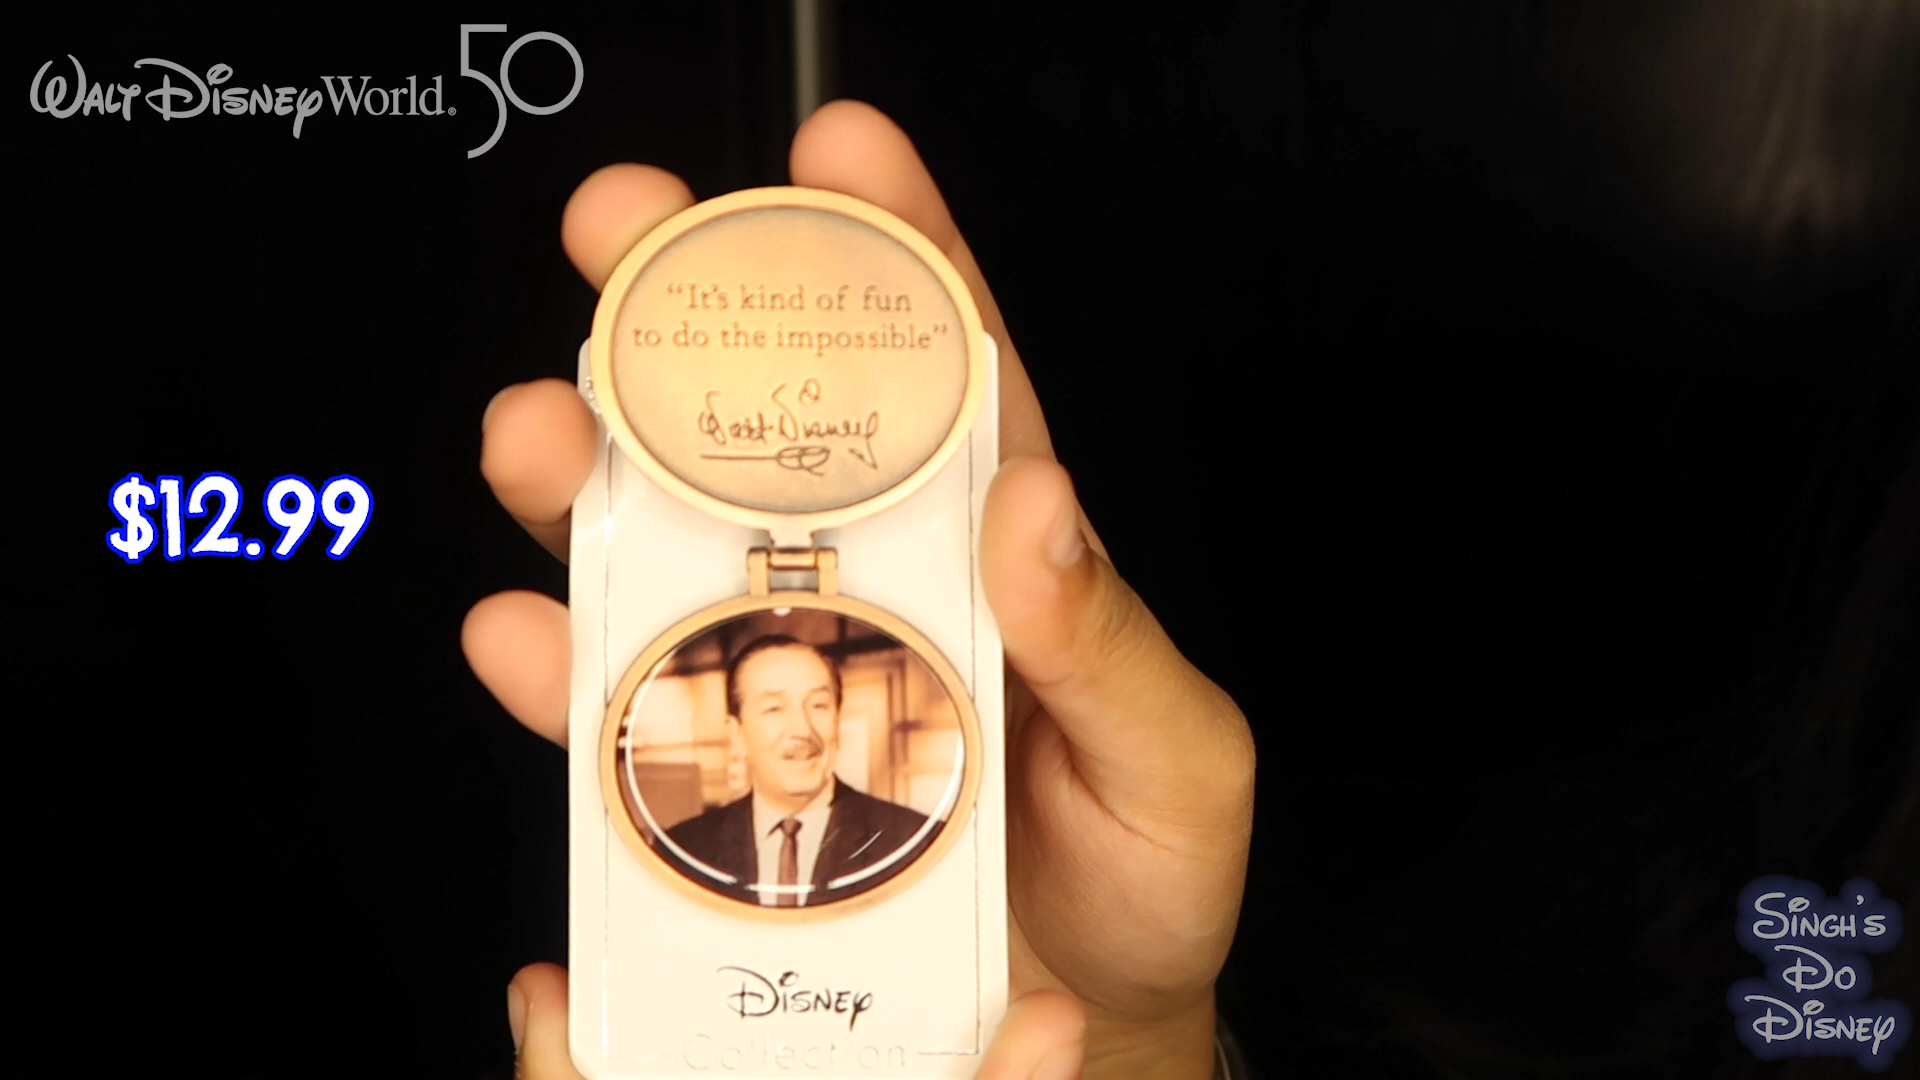 Walt Disney World. 50
"It's kind of fun
to do the impossible"
Walt Disney
$12.99
Disney
Collection
Singh's
Do
Disney